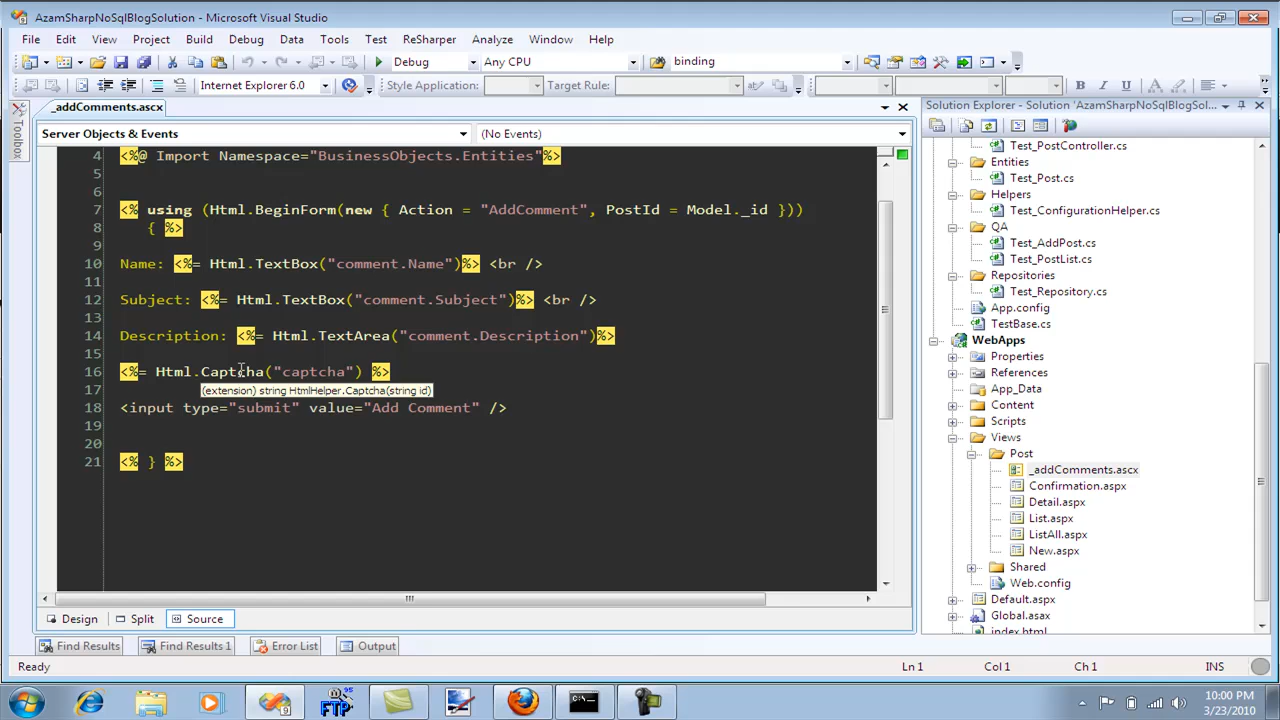 AzamSharpNoSqlBlogSolution - Microsoft Visual Studio
File Edit View Project Build Debug Data Tools Test ReSharper Analyze Window Help
Debug Any CPU binding
Internet Explorer 6.0 Style Application: Target Rule: B I U A
_addComments.ascx
Server Objects & Events (No Events)
4 <%@ Import Namespace="BusinessObjects.Entities"%>
5
6
7 <% using (Html.BeginForm(new { Action = "AddComment", PostId = Model._id }))
8 { %>
9
10 Name: <%= Html.TextBox("comment.Name")%> <br />
11
12 Subject: <%= Html.TextBox("comment.Subject")%> <br />
13
14 Description: <%= Html.TextArea("comment.Description")%>
15
16 <%= Html.Captcha("captcha") %>
(extension) string HtmlHelper.Captcha(string id)
17
18 <input type="submit" value="Add Comment" />
19
20
21 <% } %>
Design Split Source
Toolbox
Solution Explorer - Solution 'AzamSharpNoSqlBlogSol...
Test_PostController.cs
Entities
Test_Post.cs
Helpers
Test_ConfigurationHelper.cs
QA
Test_AddPost.cs
Test_PostList.cs
Repositories
Test_Repository.cs
App.config
TestBase.cs
WebApps
Properties
References
App_Data
Content
Scripts
Views
Post
_addComments.ascx
Confirmation.aspx
Detail.aspx
List.aspx
ListAll.aspx
New.aspx
Shared
Web.config
Default.aspx
Global.asax
index.html
Find Results Find Results 1 Error List Output
Ready Ln 1 Col 1 Ch 1 INS
FTP
10:00 PM
3/23/2010